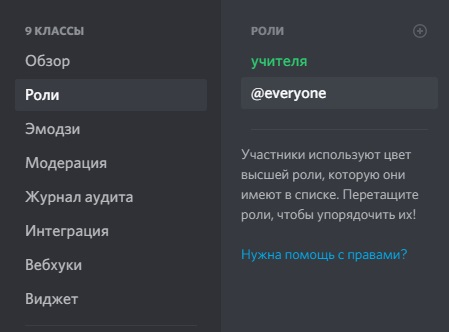 9 КЛАССЫ
Обзор
Роли
Эмодзи
Модерация
Журнал аудита
Интеграция
Вебхуки
Виджет
РОЛИ
учителя
@everyone
Участники используют цвет
высшей роли, которую они
имеют в списке. Перетащите
роли, чтобы упорядочить их!
Нужна помощь с правами?